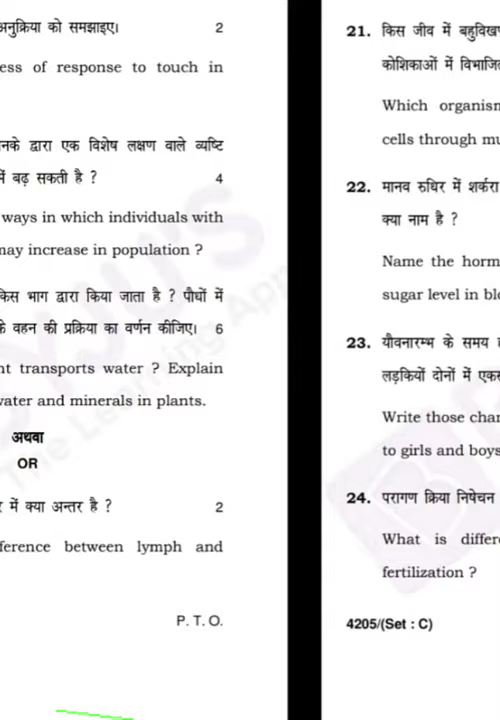 अनुक्रिया को समझाइए। 2
ess of response to touch in
नके द्वारा एक विशेष लक्षण वाले व्यष्टि
में बढ़ सकती है ? 4
ways in which individuals with
may increase in population ?
किस भाग द्वारा किया जाता है ? पौधों में
के वहन की प्रक्रिया का वर्णन कीजिए। 6
nt transports water ? Explain
water and minerals in plants.
अथवा
OR
र में क्या अन्तर है ? 2
fference between lymph and
P. T. O.
21. किस जीव में बहुविखण
कोशिकाओं में विभाजित
Which organism
cells through mu
22. मानव रुधिर में शर्करा
क्या नाम है ?
Name the horm
sugar level in blo
23. यौवनारम्भ के समय
लड़कियों दोनों में एकस
Write those char
to girls and boys
24. परागण क्रिया निषेचन
What is differe
fertilization ?
4205/(Set : C)